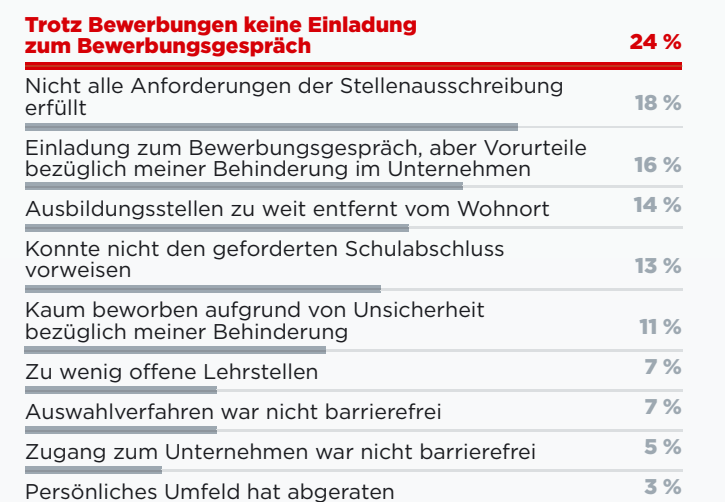 Trotz Bewerbungen keine Einladung
zum Bewerbungsgespräch
24 %
Nicht alle Anforderungen der Stellenausschreibung
erfüllt
18 %
Einladung zum Bewerbungsgespräch, aber Vorurteile
bezüglich meiner Behinderung im Unternehmen
16 %
Ausbildungsstellen zu weit entfernt vom Wohnort
14 %
Konnte nicht den geforderten Schulabschluss
vorweisen
13 %
Kaum beworben aufgrund von Unsicherheit
bezüglich meiner Behinderung
11 %
Zu wenig offene Lehrstellen
7 %
Auswahlverfahren war nicht barrierefrei
7 %
Zugang zum Unternehmen war nicht barrierefrei
5 %
Persönliches Umfeld hat abgeraten
3 %